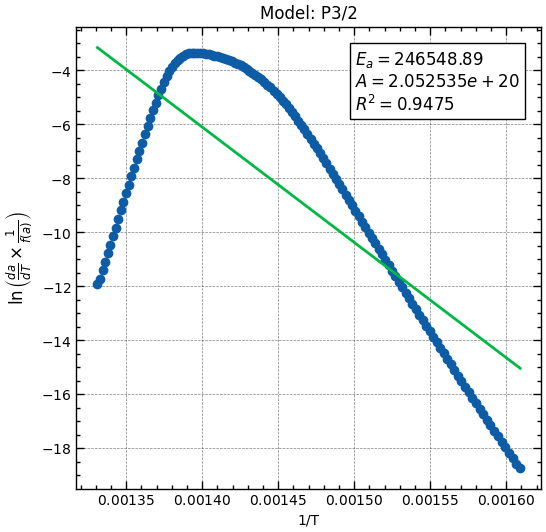 Model: P3/2
E_a = 246548.89
A = 2.052535e + 20
R² = 0.9475
−4
−6
−8
−10
−12
−14
−16
−18
ln (da/dT × 1/f(a))
0.00135 0.00140 0.00145 0.00150 0.00155 0.00160
1/T